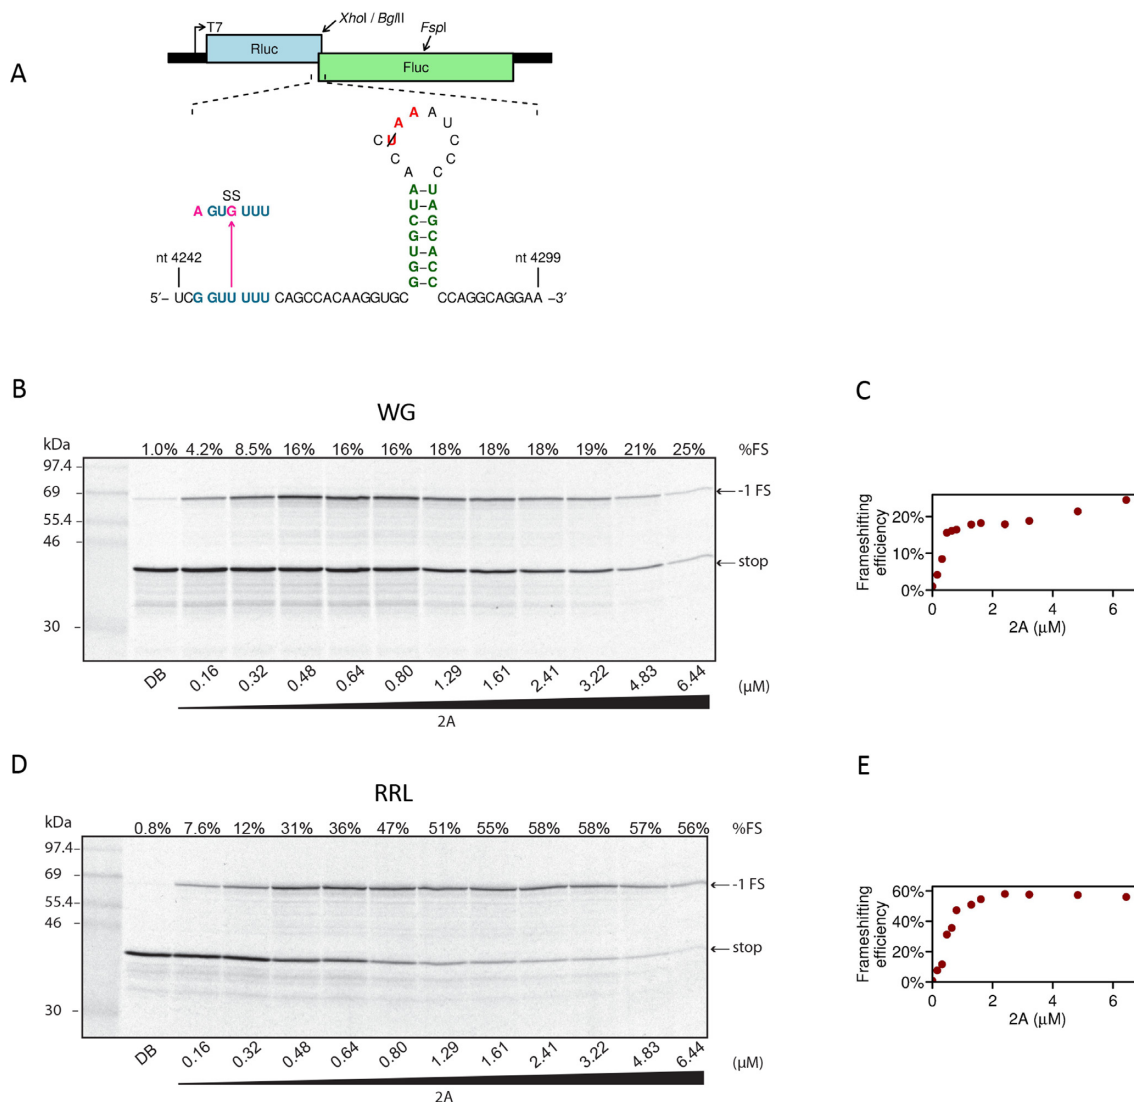 A
T7
XhoI / BglII
FspI
Rluc
Fluc
A A A U C C C
C U C A
SS
A GUG UUU
A–U
U–A
C–G
G–C
U–A
G–C
G–C
nt 4242
nt 4299
5′– UCG GUU UUU CAGCCACAAGGUGC CCAGGCAGGAA –3′
B
WG
kDa 1.0% 4.2% 8.5% 16% 16% 16% 18% 18% 18% 19% 21% 25% %FS
97.4
69
-1 FS
55.4
46
stop
30
DB 0.16 0.32 0.48 0.64 0.80 1.29 1.61 2.41 3.22 4.83 6.44 (μM)
2A
C
Frameshifting
efficiency
20%
10%
0%
0 2 4 6
2A (μM)
D
RRL
kDa 0.8% 7.6% 12% 31% 36% 47% 51% 55% 58% 58% 57% 56% %FS
97.4
69
-1 FS
55.4
46
stop
30
DB 0.16 0.32 0.48 0.64 0.80 1.29 1.61 2.41 3.22 4.83 6.44 (μM)
2A
E
Frameshifting
efficiency
60%
40%
20%
0%
0 2 4 6
2A (μM)